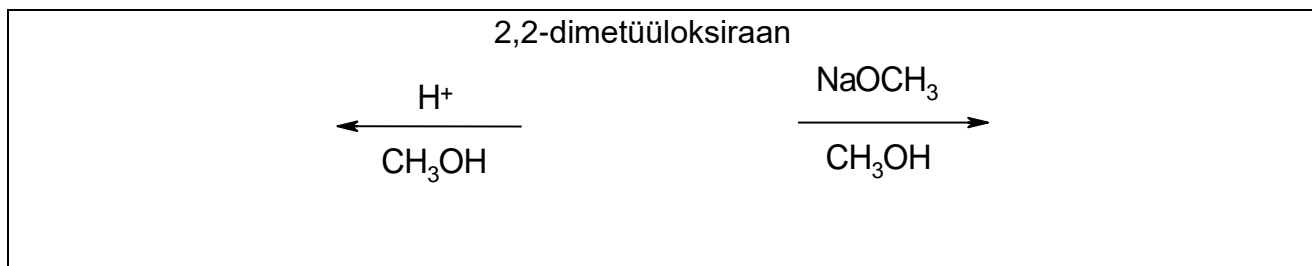 2,2-dimetüüloksiraan
H⁺
CH₃OH
NaOCH₃
CH₃OH